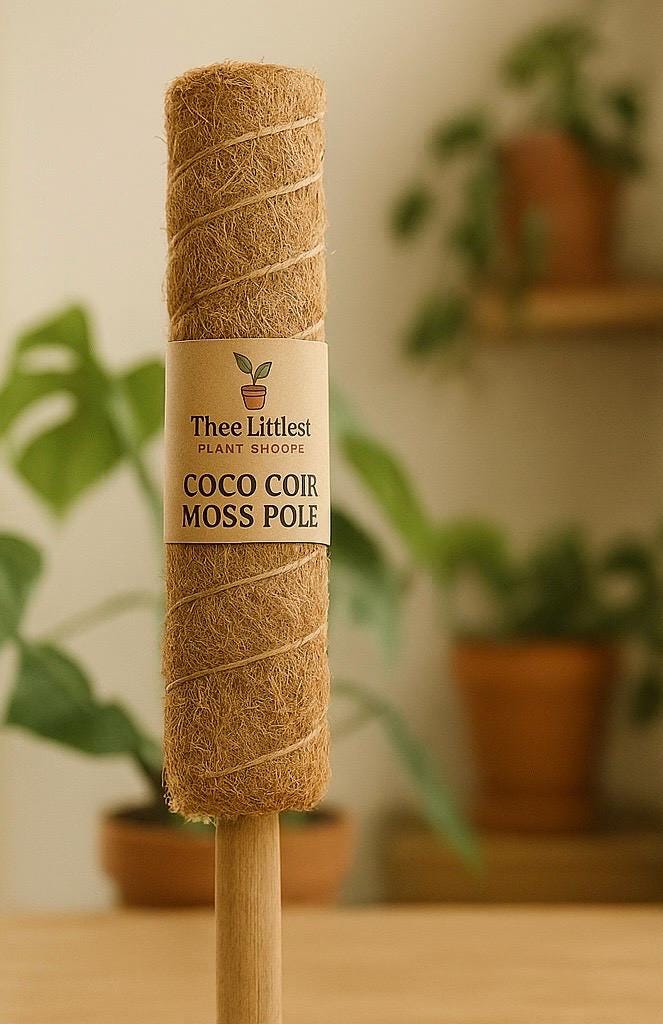 Thee Littlest
PLANT SHOOPE
COCO COIR
MOSS POLE